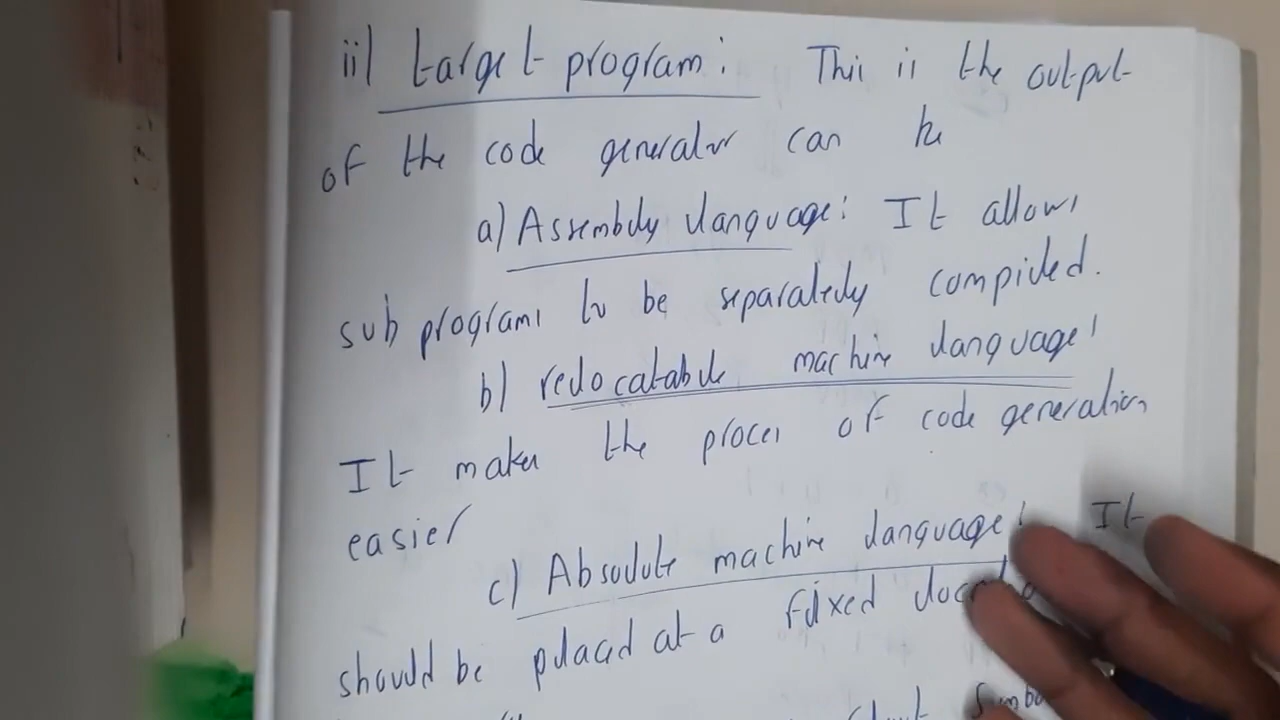 ii) target program: This is the output
of the code generator can be
a) Assembly language: It allows
sub programs to be separately compiled.
b) relocatable machine language:
It makes the process of code generation
easier
c) Absolute machine language: It
should be placed at a fixed